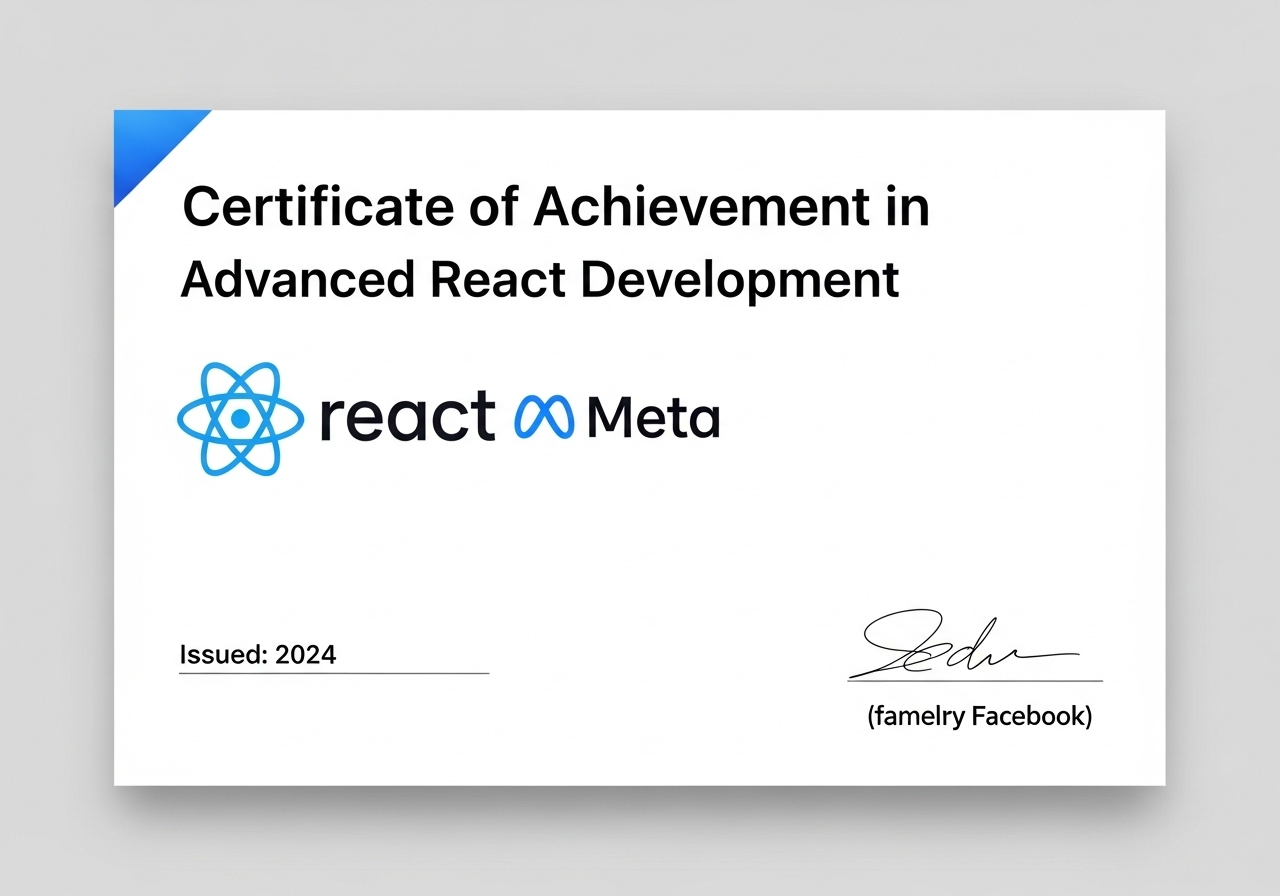 Certificate of Achievement in
Advanced React Development
react Meta
Issued: 2024
(famelry Facebook)